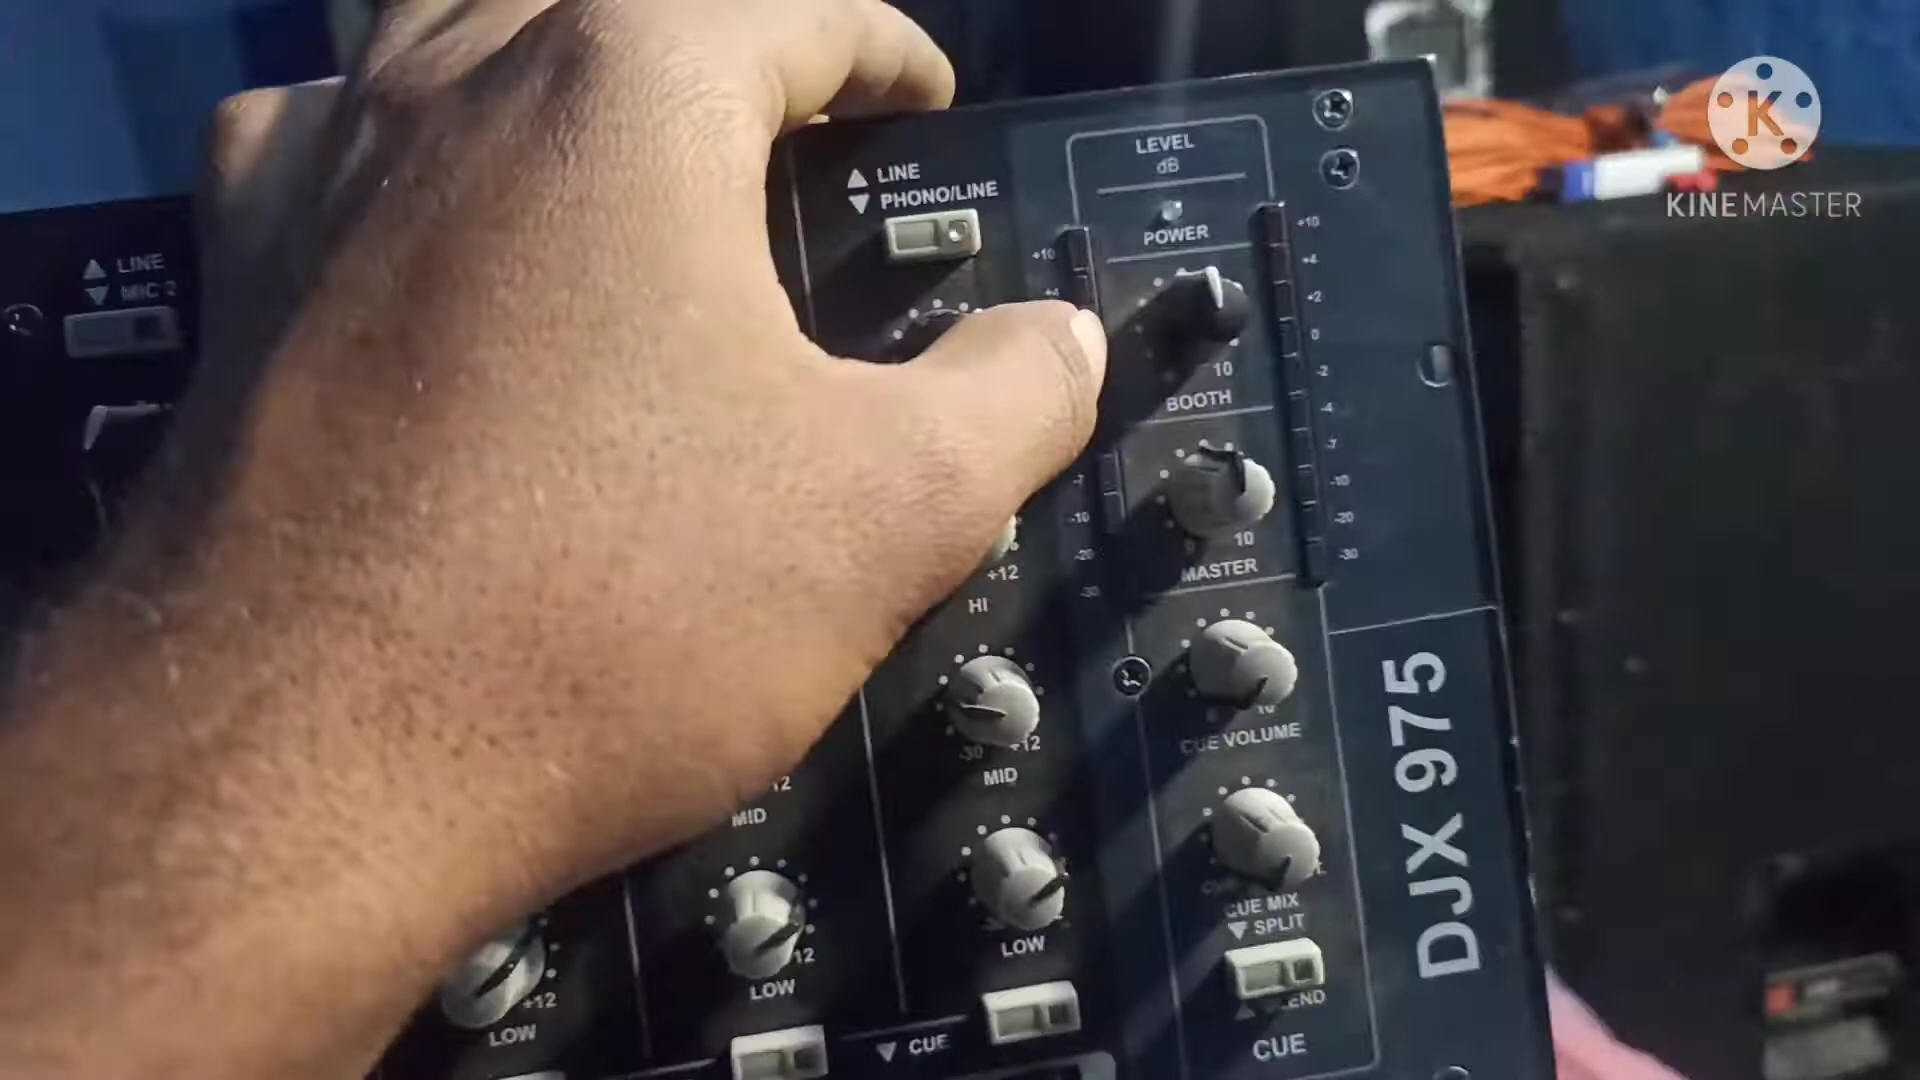 LINE
PHONO/LINE
LEVEL
dB
POWER
+10
+4
+10
+4
+2
0
-2
-4
-7
-10
-20
-30
-7
-10
-20
-30
10
BOOTH
10
MASTER
10
CUE VOLUME
CUE MIX
SPLIT
CUE
LINE
MIC 2
+12
HI
-30 +12
MID
LOW
12
MID
12
LOW
+12
LOW
CUE
DJX 975
K
KINEMASTER